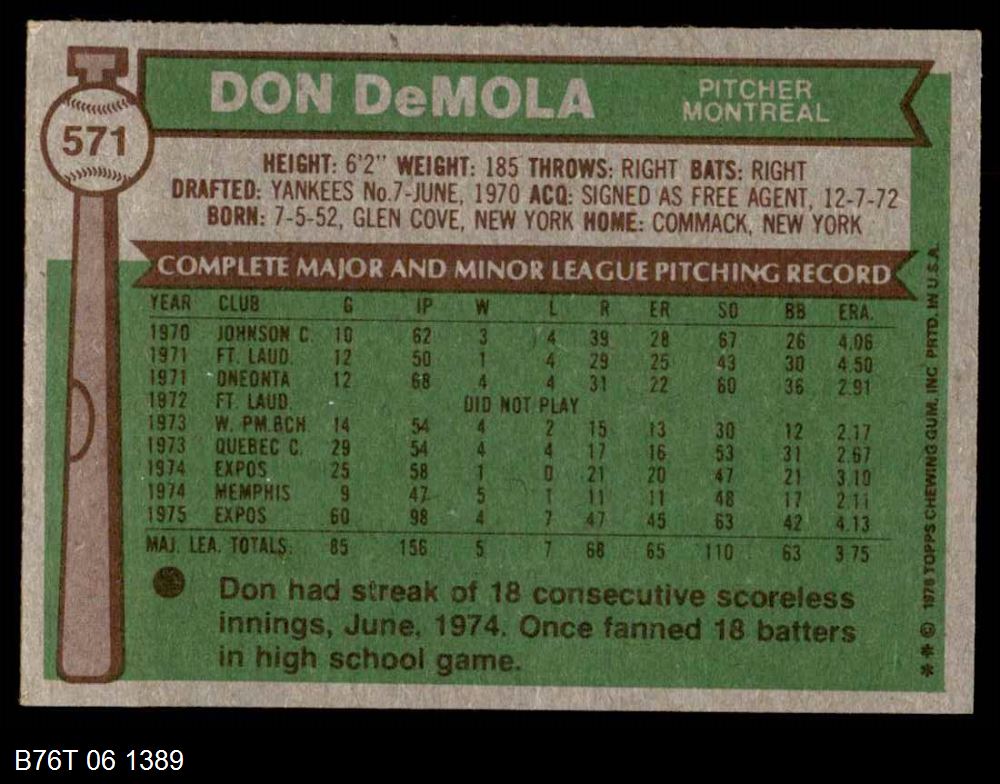 571
DON DeMOLA
PITCHER
MONTREAL
HEIGHT: 6'2" WEIGHT: 185 THROWS: RIGHT BATS: RIGHT
DRAFTED: YANKEES No.7-JUNE, 1970 ACQ: SIGNED AS FREE AGENT, 12-7-72
BORN: 7-5-52, GLEN COVE, NEW YORK HOME: COMMACK, NEW YORK
COMPLETE MAJOR AND MINOR LEAGUE PITCHING RECORD
YEAR CLUB G IP W L R ER SO BB ERA.
1970 JOHNSON C. 10 62 3 4 39 28 67 26 4.06
1971 FT. LAUD. 12 50 1 4 29 25 43 30 4.50
1971 ONEONTA 12 68 4 4 31 22 60 36 2.91
1972 FT. LAUD. DID NOT PLAY
1973 W. PM.BCH. 14 54 4 2 15 13 30 12 2.17
1973 QUEBEC C. 29 54 4 4 17 16 53 31 2.67
1974 EXPOS 25 58 1 0 21 20 47 21 3.10
1974 MEMPHIS 9 47 5 1 11 11 48 17 2.11
1975 EXPOS 60 98 4 7 47 45 63 42 4.13
MAJ. LEA. TOTALS. 85 156 5 7 68 65 110 63 3.75
Don had streak of 18 consecutive scoreless
innings, June, 1974. Once fanned 18 batters
in high school game.
** © 1976 TOPPS CHEWING GUM, INC. PRTD. IN U.S.A.
B76T 06 1389